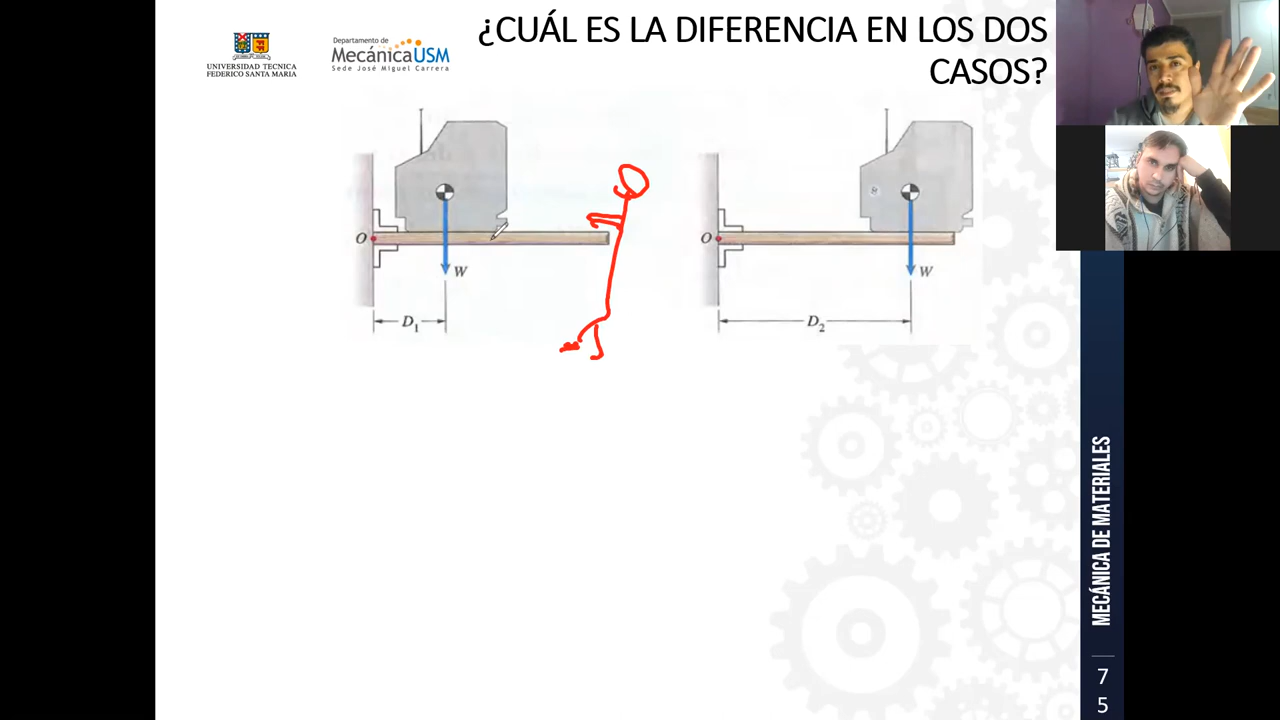 ¿CUÁL ES LA DIFERENCIA EN LOS DOS
CASOS?
UNIVERSIDAD TECNICA
FEDERICO SANTA MARIA
Departamento de
MecánicaUSM
Sede José Miguel Carrera
O
W
D1
O
W
D2
MECÁNICA DE MATERIALES
7
5